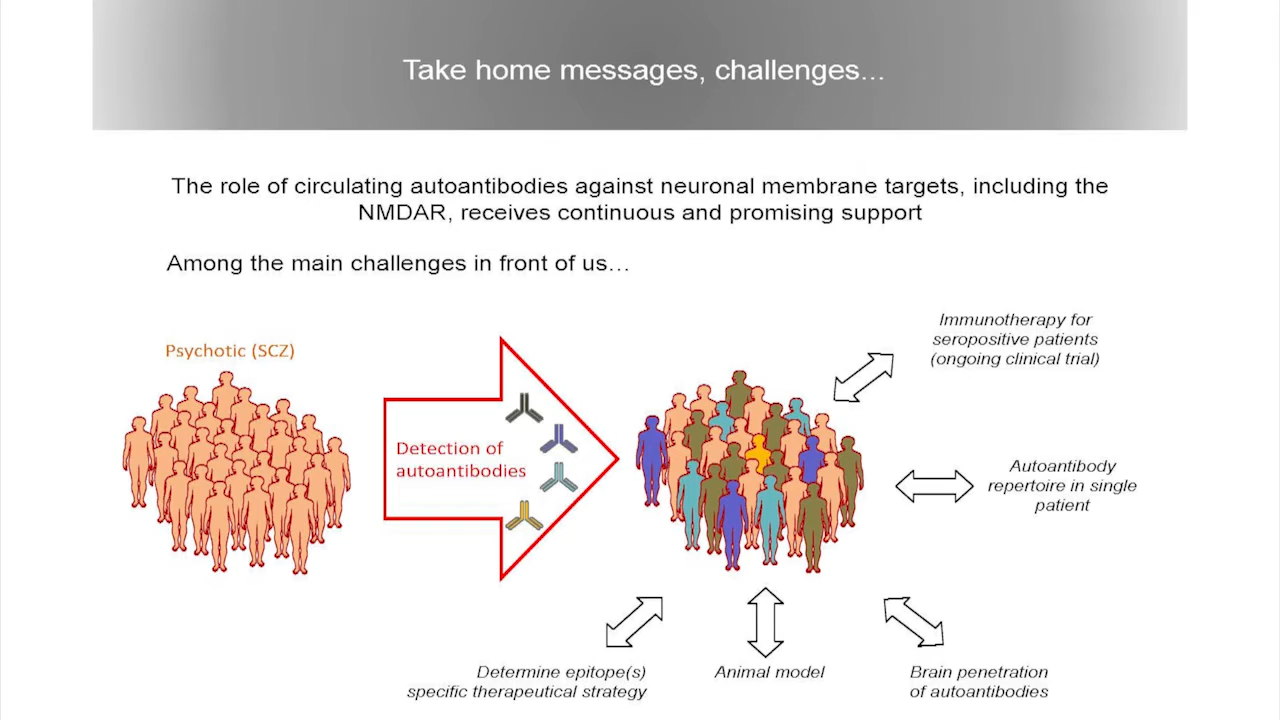 Take home messages, challenges...
The role of circulating autoantibodies against neuronal membrane targets, including the
NMDAR, receives continuous and promising support
Among the main challenges in front of us...
Psychotic (SCZ)
Detection of
autoantibodies
Immunotherapy for
seropositive patients
(ongoing clinical trial)
Autoantibody
repertoire in single
patient
Determine epitope(s)
specific therapeutical strategy
Animal model
Brain penetration
of autoantibodies